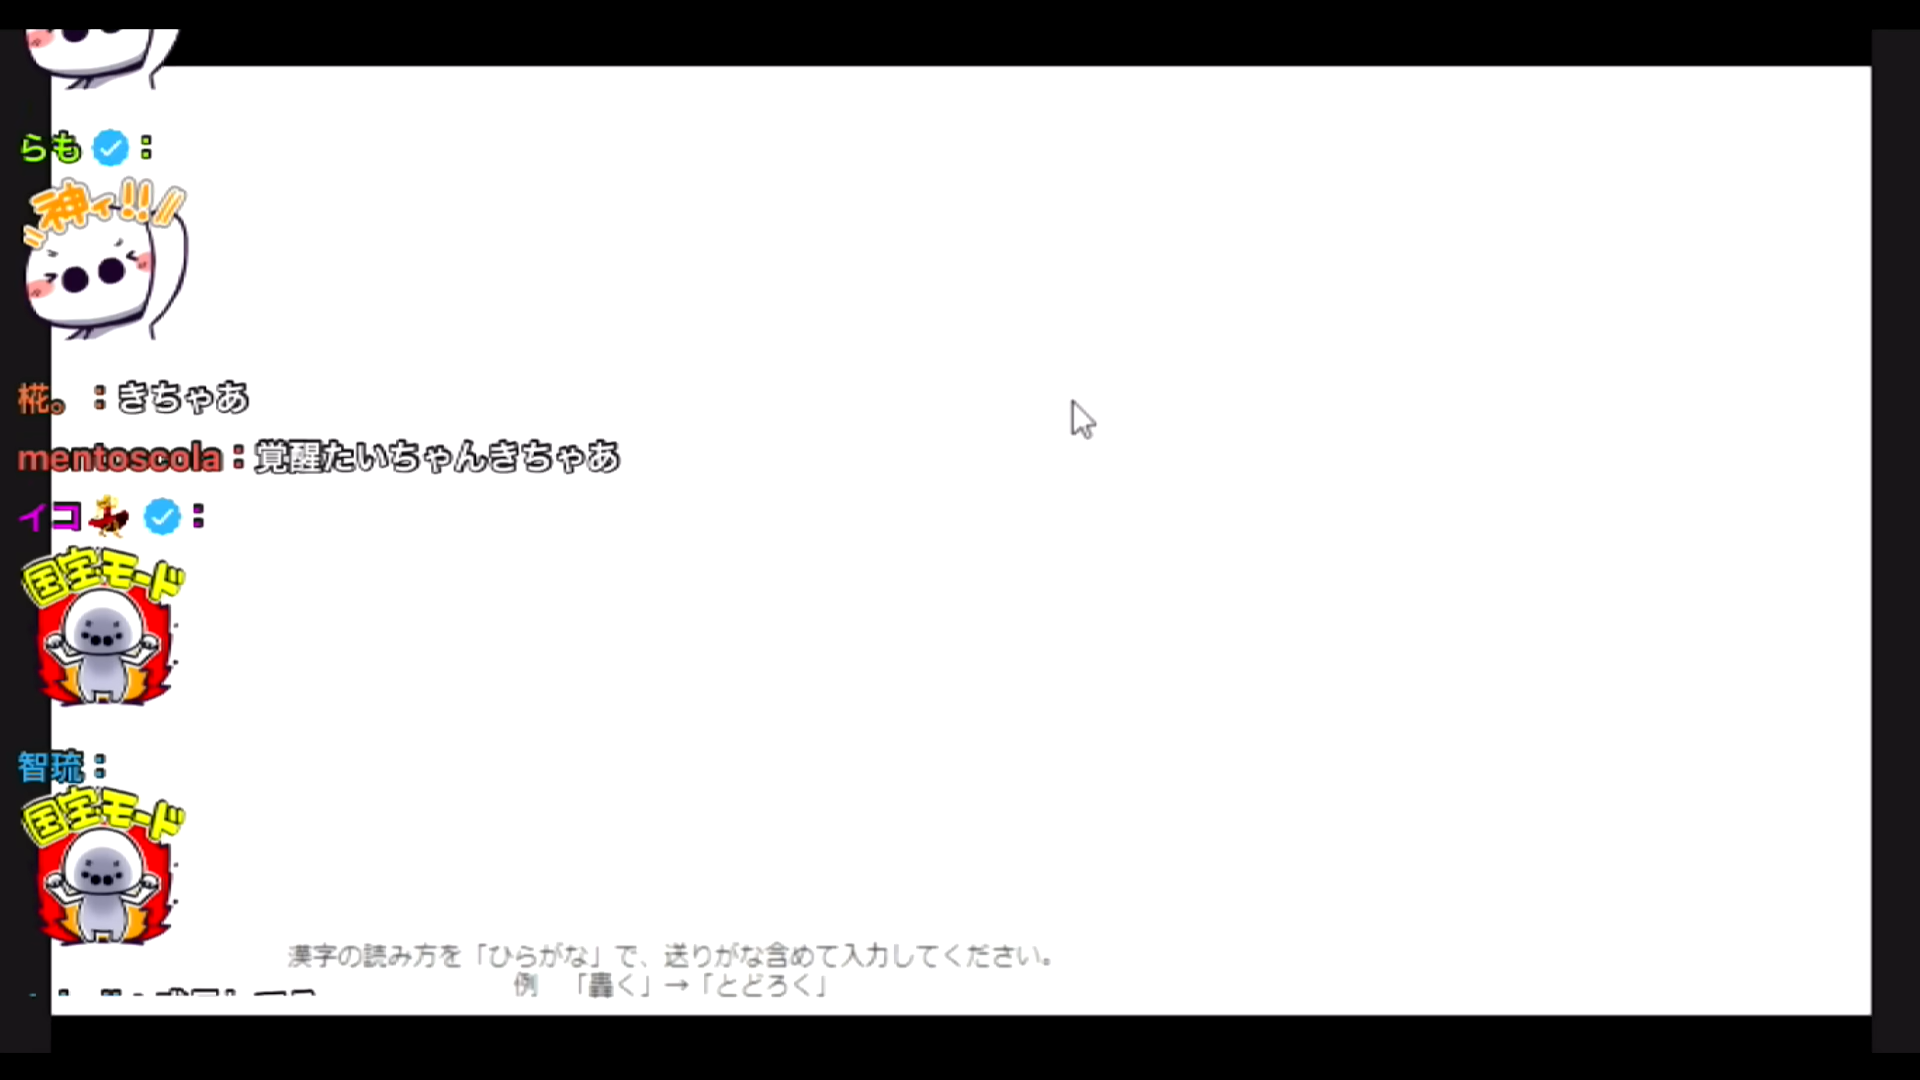 らも：
神ィ!!
椛。：きちゃあ
mentoscola：覚醒たいちゃんきちゃあ
イコ：
国宝モード
智琉：
国宝モード
漢字の読み方を「ひらがな」で、送りがな含めて入力してください。
例　「轟く」→「とどろく」